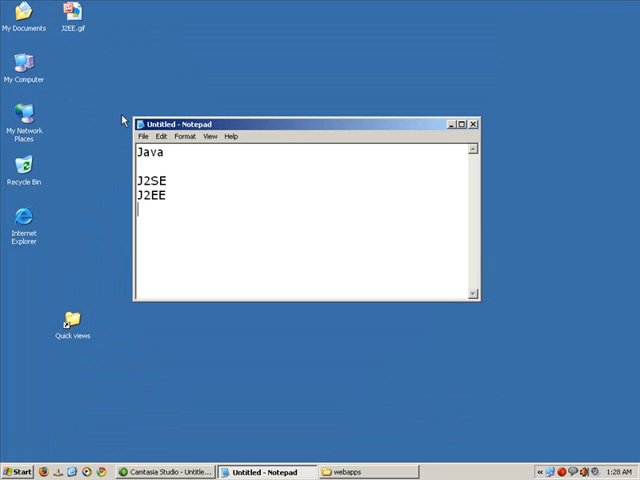 My Documents
J2EE.gif
My Computer
My Network
Places
Recycle Bin
Internet
Explorer
Quick views
Untitled - Notepad
File Edit Format View Help
Java
J2SE
J2EE
Start
Camtasia Studio - Untitle...
Untitled - Notepad
webapps
1:28 AM